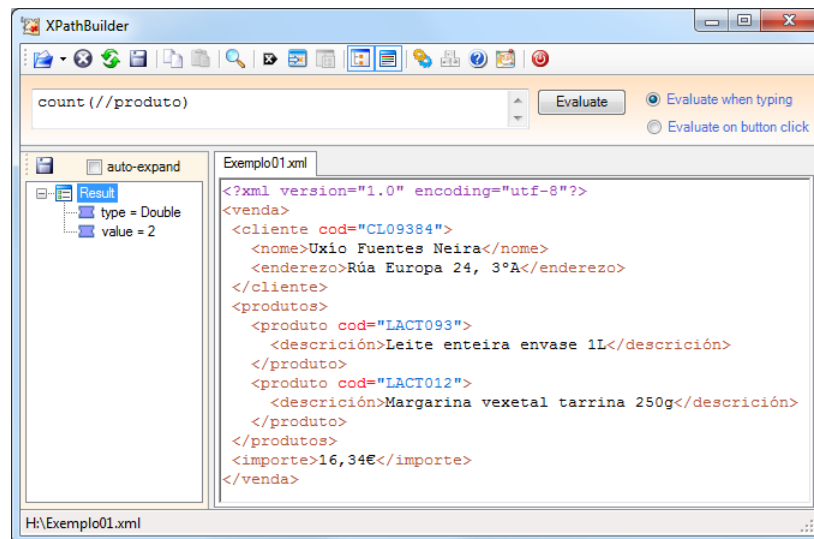 XPathBuilder
count(//produto)
Evaluate
Evaluate when typing
Evaluate on button click
auto-expand
Result
type = Double
value = 2
Exemplo01.xml
<?xml version="1.0" encoding="utf-8"?>
<venda>
<cliente cod="CL09384">
<nome>Uxío Fuentes Neira</nome>
<enderezo>Rúa Europa 24, 3ºA</enderezo>
</cliente>
<produtos>
<produto cod="LACT093">
<descrición>Leite enteira envase 1L</descrición>
</produto>
<produto cod="LACT012">
<descrición>Margarina vexetal tarrina 250g</descrición>
</produto>
</produtos>
<importe>16,34€</importe>
</venda>
H:\Exemplo01.xml